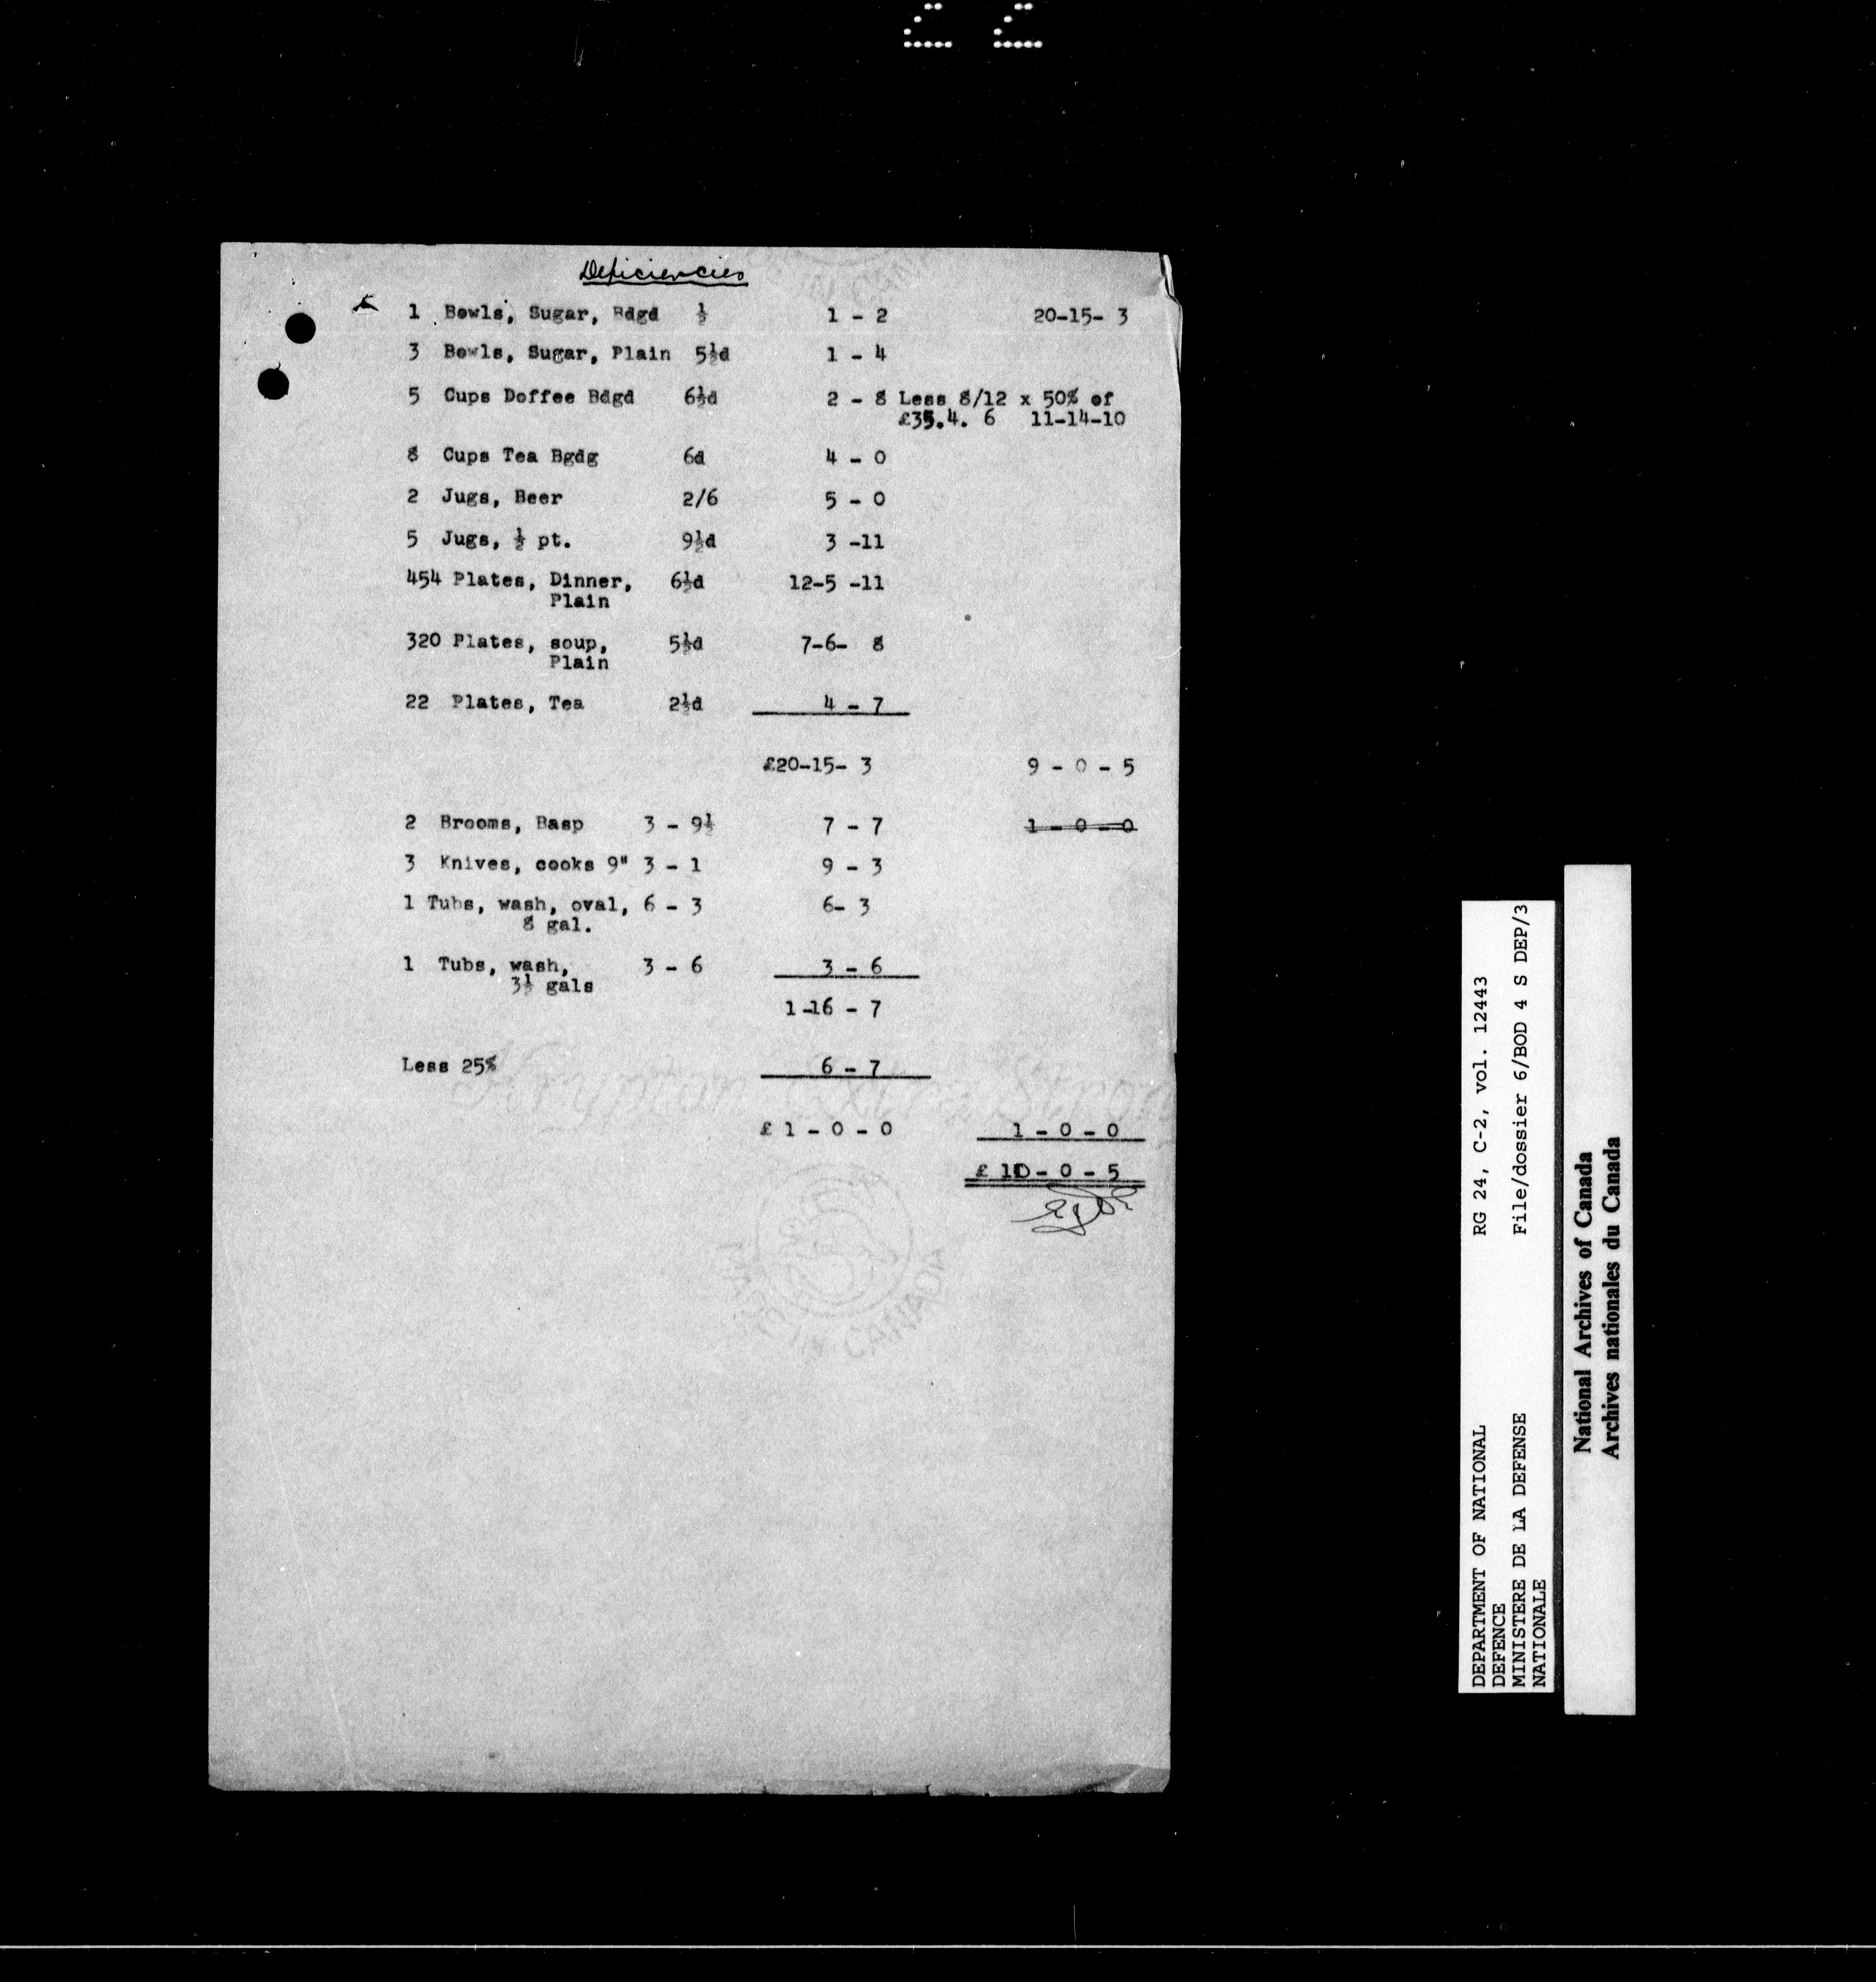 Deficiencies
1 Bowls, Sugar, Bdgd ½ 1 - 2 20-15- 3
3 Bowls, Sugar, Plain 5½d 1 - 4
5 Cups Doffee Bdgd 6½d 2 - 8 Less 8/12 x 50% of
£35.4. 6 11-14-10
8 Cups Tea Bgdg 6d 4 - 0
2 Jugs, Beer 2/6 5 - 0
5 Jugs, ½ pt. 9½d 3 -11
454 Plates, Dinner, 6½d 12-5 -11
Plain
320 Plates, soup, 5½d 7-6- 8
Plain
22 Plates, Tea 2½d 4 - 7
£20-15- 3 9 - 0 - 5
2 Brooms, Basp 3 - 9½ 7 - 7 1 - 0 - 0
3 Knives, cooks 9" 3 - 1 9 - 3
1 Tubs, wash, oval, 6 - 3 6- 3
8 gal.
1 Tubs, wash, 3 - 6 3 - 6
3½ gals
1-16 - 7
Less 25% 6 - 7
£ 1 - 0 - 0 1 - 0 - 0
£ 10 - 0 - 5
DEPARTMENT OF NATIONAL RG 24, C-2, vol. 12443
DEFENCE
MINISTERE DE LA DEFENSE File/dossier 6/BOD 4 S DEP/3
NATIONALE
National Archives of Canada
Archives nationales du Canada